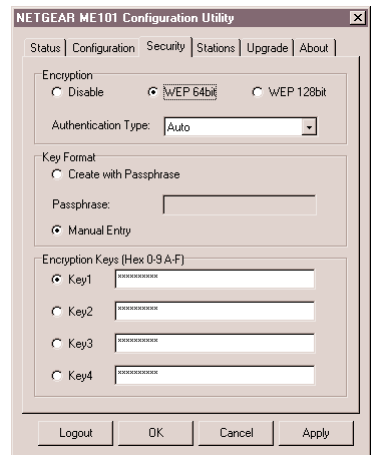 NETGEAR ME101 Configuration Utility
Status Configuration Security Stations Upgrade About
Encryption
Disable WEP 64bit WEP 128bit
Authentication Type: Auto
Key Format
Create with Passphrase
Passphrase:
Manual Entry
Encryption Keys (Hex 0-9 A-F)
Key1 **********
Key2 **********
Key3 **********
Key4 **********
Logout OK Cancel Apply